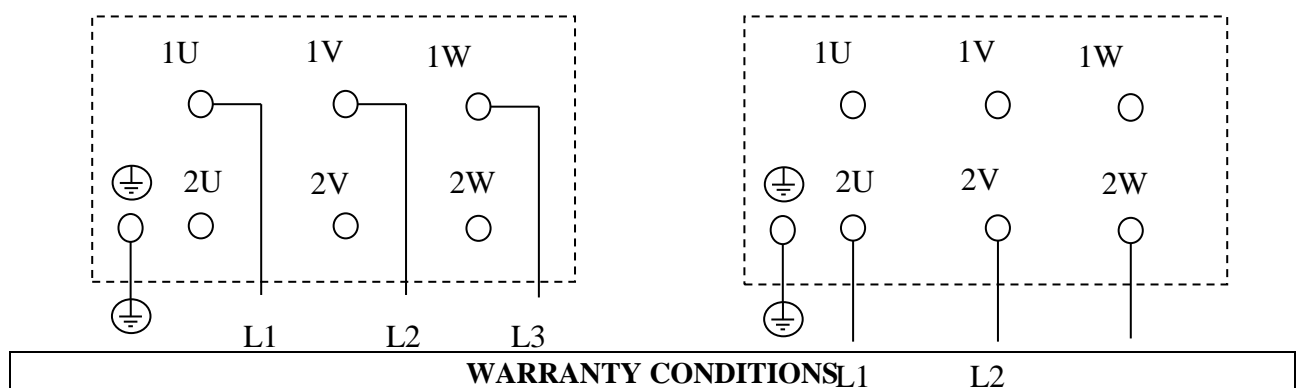 1U 1V 1W
2U 2V 2W
L1 L2 L3
1U 1V 1W
2U 2V 2W
L1 L2
WARRANTY CONDITIONS